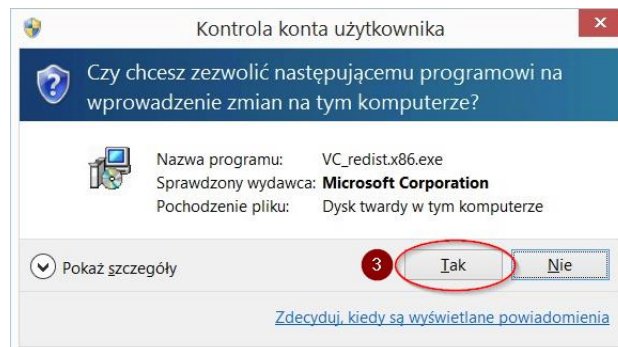 Kontrola konta użytkownika
Czy chcesz zezwolić następującemu programowi na
wprowadzenie zmian na tym komputerze?
Nazwa programu: VC_redist.x86.exe
Sprawdzony wydawca: Microsoft Corporation
Pochodzenie pliku: Dysk twardy w tym komputerze
Pokaż szczegóły 3 Tak Nie
Zdecyduj, kiedy są wyświetlane powiadomienia